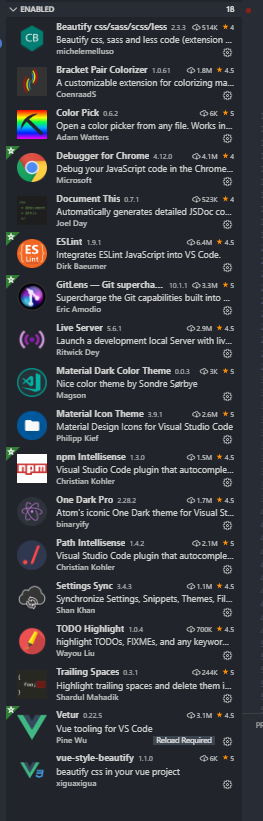 ENABLED 18
Beautify css/sass/scss/less 2.3.3 514K 4
Beautify css, sass and less code (extension ...
michelemelluso
Bracket Pair Colorizer 1.0.61 1.8M 4.5
A customizable extension for colorizing ma...
CoenraadS
Color Pick 0.6.2 6K 5
Open a color picker from any file. Works in...
Adam Watters
Debugger for Chrome 4.12.0 4.1M 4
Debug your JavaScript code in the Chrome...
Microsoft
Document This 0.7.1 523K 4
Automatically generates detailed JSDoc co...
Joel Day
ES
Lint
ESLint 1.9.1 6.4M 4.5
Integrates ESLint JavaScript into VS Code.
Dirk Baeumer
GitLens — Git supercha... 10.1.1 3.3M 5
Supercharge the Git capabilities built into ...
Eric Amodio
Live Server 5.6.1 2.9M 4.5
Launch a development local Server with liv...
Ritwick Dey
Material Dark Color Theme 0.0.3 3K 5
Nice color theme by Sondre Sørbye
Magson
Material Icon Theme 3.9.1 2.6M 5
Material Design Icons for Visual Studio Code
Philipp Kief
npm
npm Intellisense 1.3.0 1.5M 4.5
Visual Studio Code plugin that autocomple...
Christian Kohler
One Dark Pro 2.28.2 1.7M 4.5
Atom's iconic One Dark theme for Visual St...
binaryify
Path Intellisense 1.4.2 2.1M 5
Visual Studio Code plugin that autocomple...
Christian Kohler
Settings Sync 3.4.3 1.1M 4.5
Synchronize Settings, Snippets, Themes, Fil...
Shan Khan
TODO Highlight 1.0.4 700K 4.5
highlight TODOs, FIXMEs, and any keywor...
Wayou Liu
Trailing Spaces 0.3.1 244K 5
Highlight trailing spaces and delete them i...
Shardul Mahadik
Vetur 0.22.5 3.1M 4.5
Vue tooling for VS Code
Pine Wu Reload Required
vue-style-beautify 1.1.0 6K 5
beautify css in your vue project
xiguaxigua